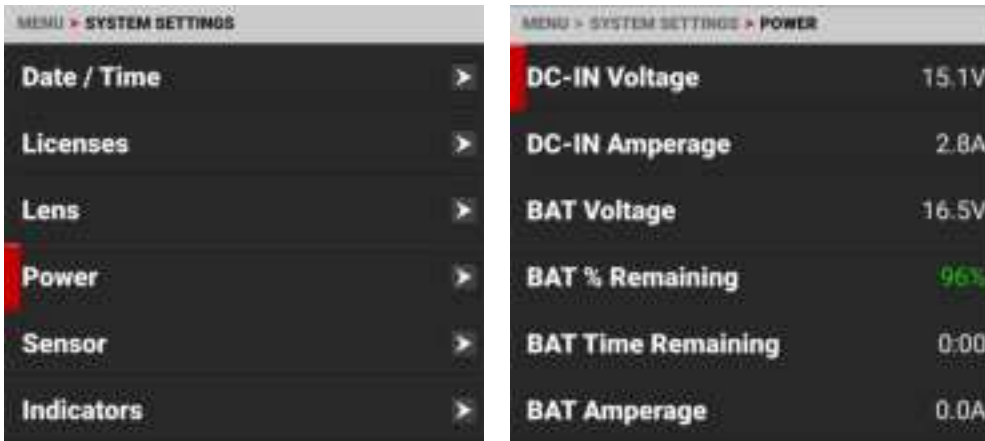 MENU ▸ SYSTEM SETTINGS
Date / Time
Licenses
Lens
Power
Sensor
Indicators
MENU ▸ SYSTEM SETTINGS ▸ POWER
DC-IN Voltage 15.1V
DC-IN Amperage 2.8A
BAT Voltage 16.5V
BAT % Remaining 96%
BAT Time Remaining 0:00
BAT Amperage 0.0A